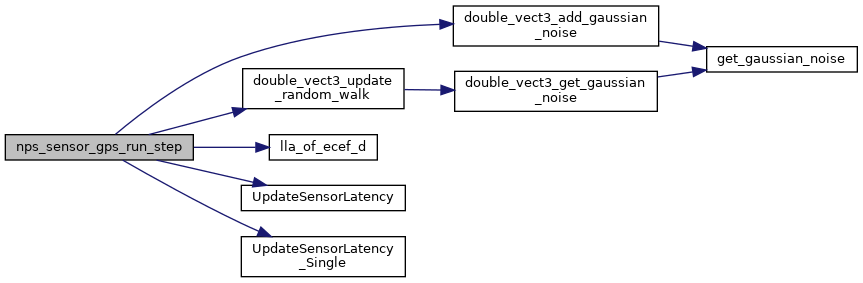 nps_sensor_gps_run_step
double_vect3_add_gaussian
_noise
get_gaussian_noise
double_vect3_update
_random_walk
double_vect3_get_gaussian
_noise
lla_of_ecef_d
UpdateSensorLatency
UpdateSensorLatency
_Single